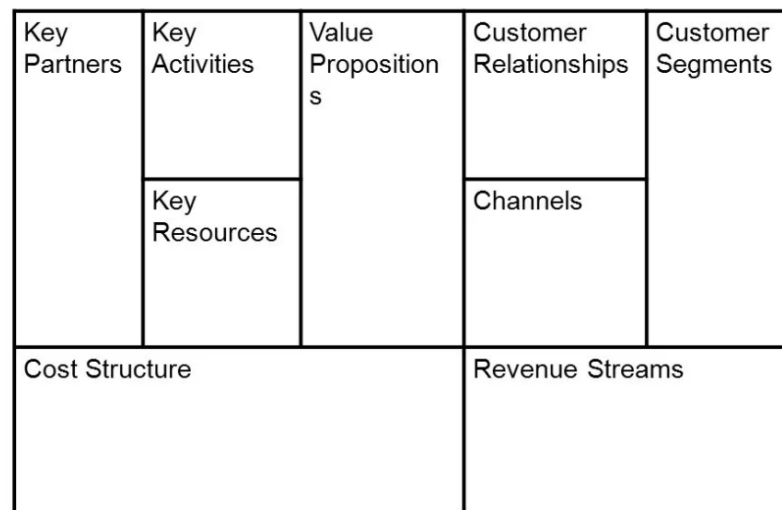 Key
Partners
Key
Activities
Value
Proposition
s
Customer
Relationships
Customer
Segments
Key
Resources
Channels
Cost Structure
Revenue Streams